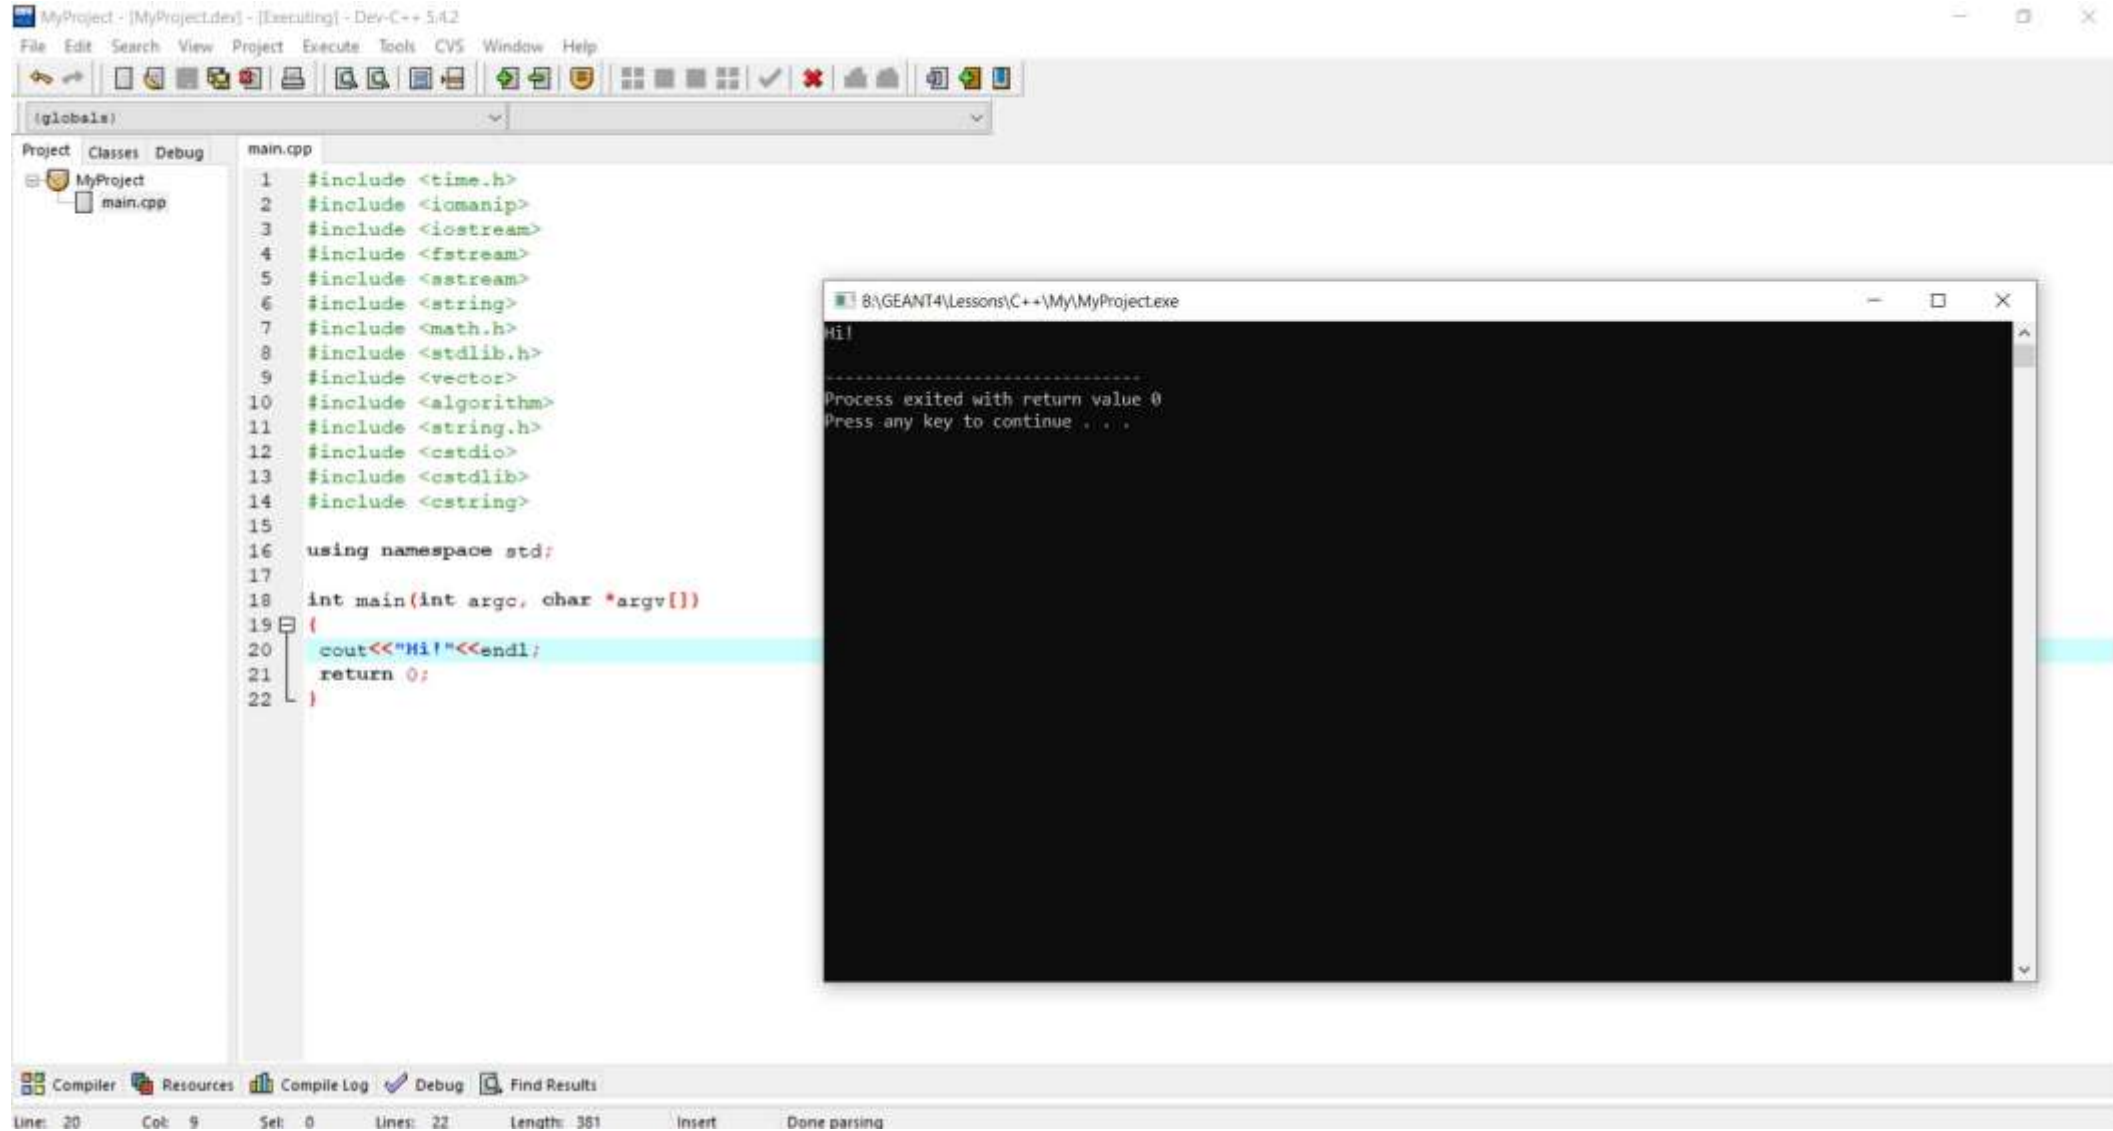 MyProject - [MyProject.dev] - [Executing] - Dev-C++ 5.4.2
File Edit Search View Project Execute Tools CVS Window Help
(globals)
Project Classes Debug
main.cpp
MyProject
main.cpp
1 #include <time.h>
2 #include <iomanip>
3 #include <iostream>
4 #include <fstream>
5 #include <sstream>
6 #include <string>
7 #include <math.h>
8 #include <stdlib.h>
9 #include <vector>
10 #include <algorithm>
11 #include <string.h>
12 #include <cstdio>
13 #include <cstdlib>
14 #include <cstring>
15
16 using namespace std;
17
18 int main(int argc, char *argv[])
19 {
20 cout<<"Hi!"<<endl;
21 return 0;
22 }
B:\GEANT4\Lessons\C++\My\MyProject.exe
Hi!
--------------------------------
Process exited with return value 0
Press any key to continue . . .
Compiler Resources Compile Log Debug Find Results
Line: 20 Col: 9 Sel: 0 Lines: 22 Length: 381 Insert Done parsing